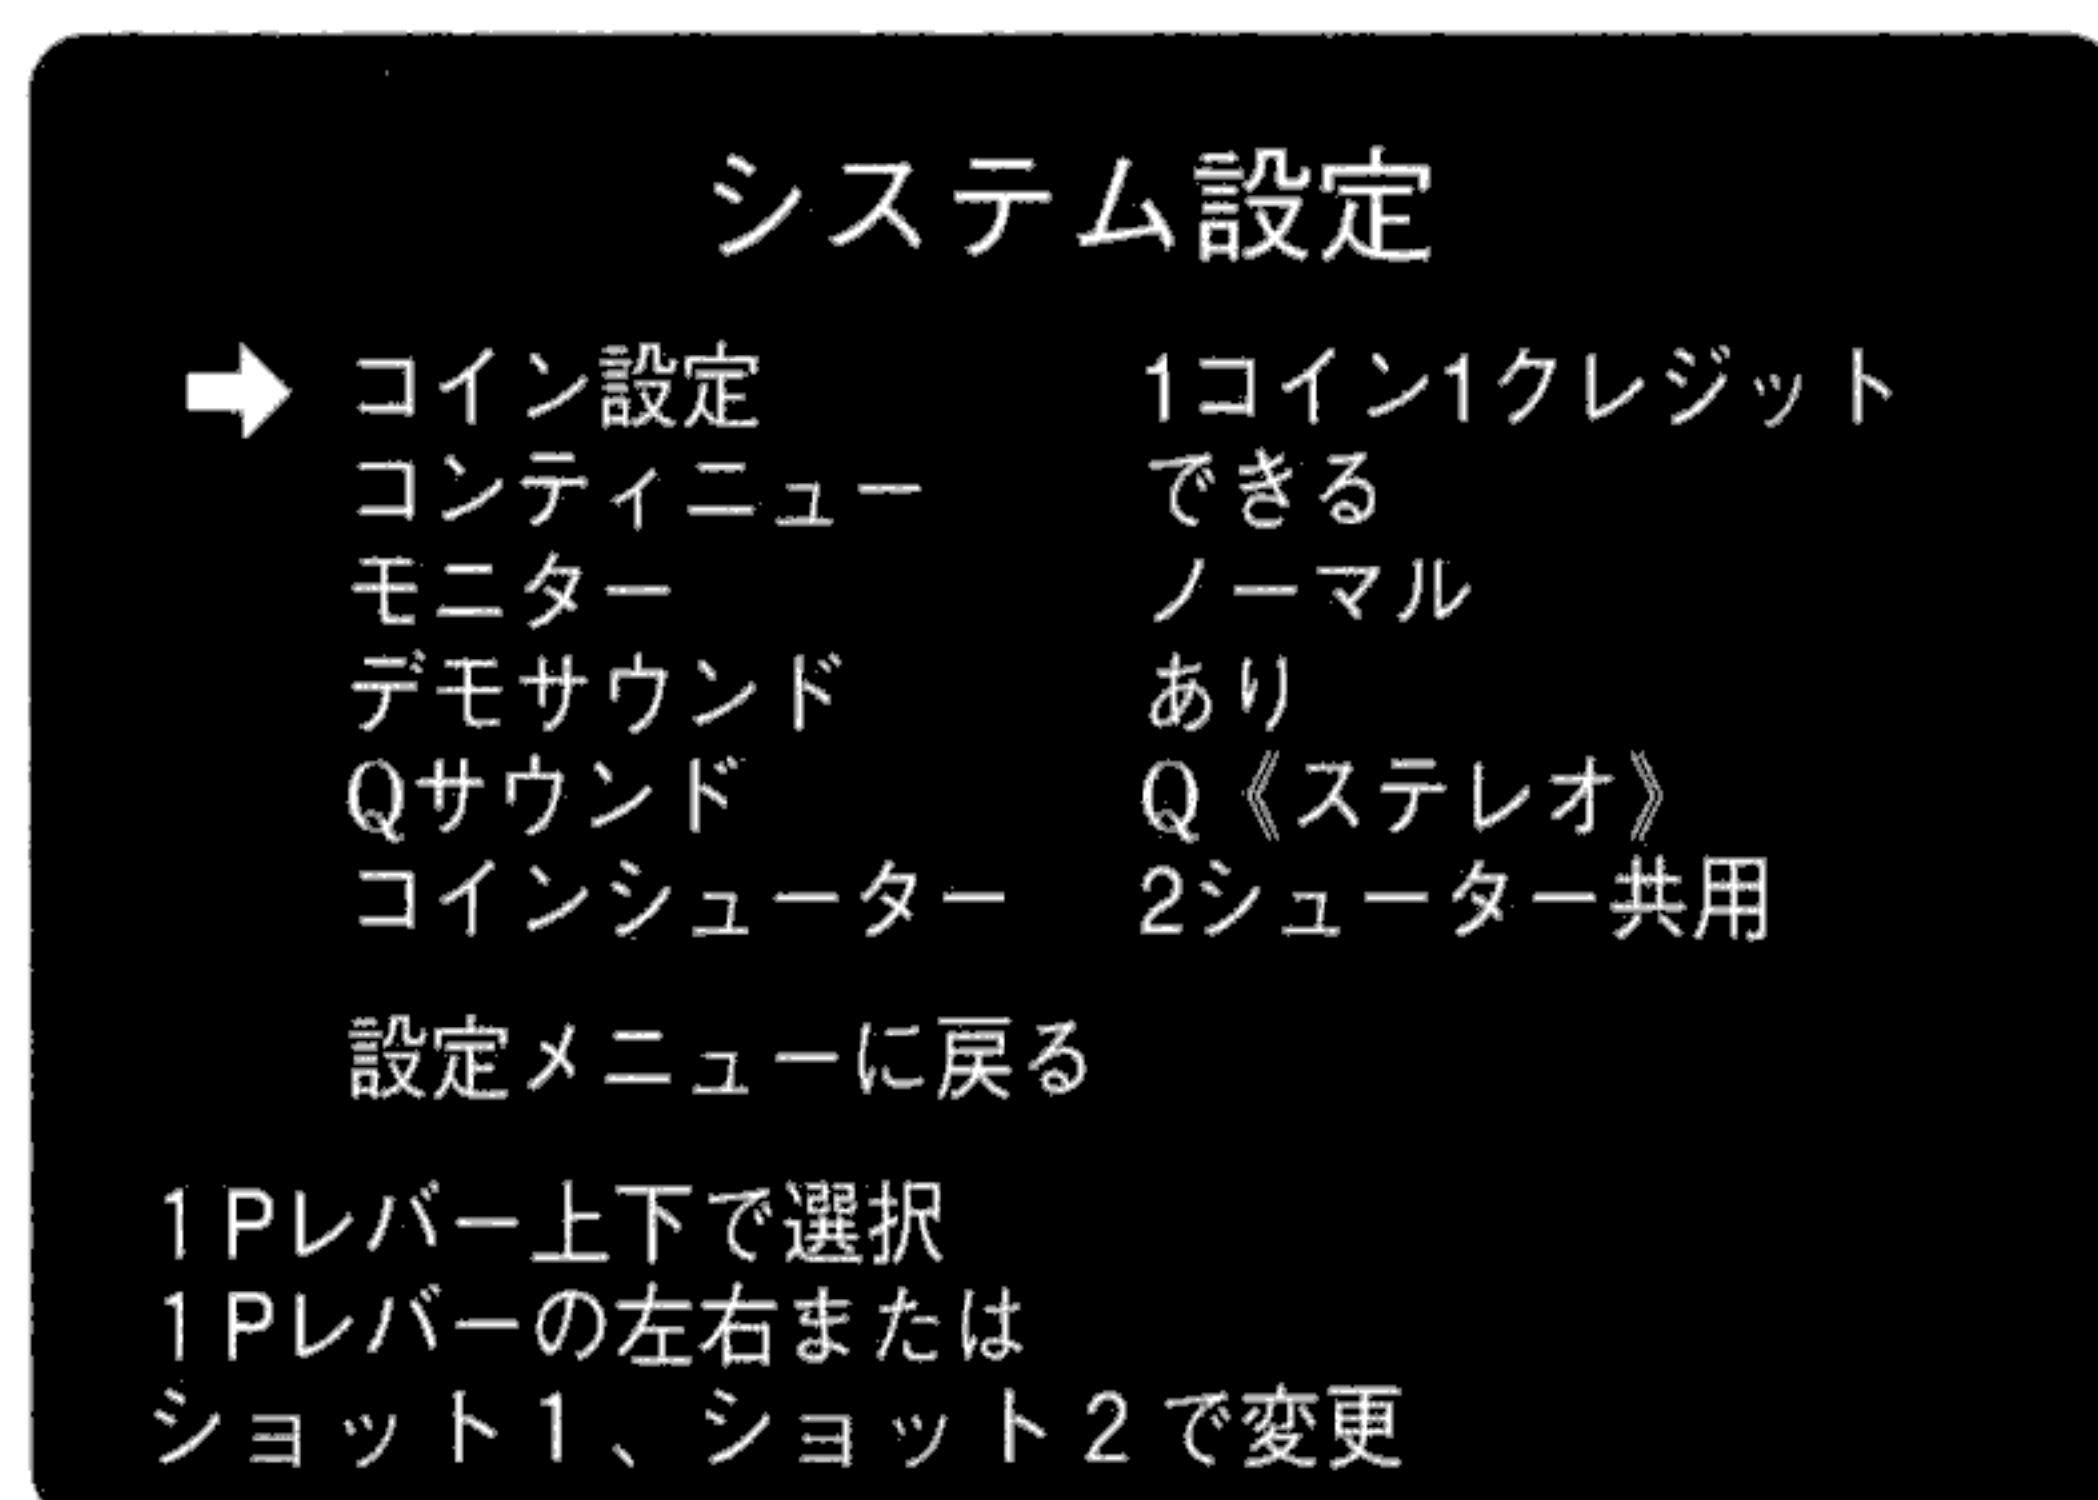 システム設定
➡ コイン設定 1コイン1クレジット
コンティニュー できる
モニター ノーマル
デモサウンド あり
Qサウンド Q《ステレオ》
コインシューター 2シューター共用
設定メニューに戻る
1Pレバー上下で選択
1Pレバーの左右または
ショット1、ショット2で変更